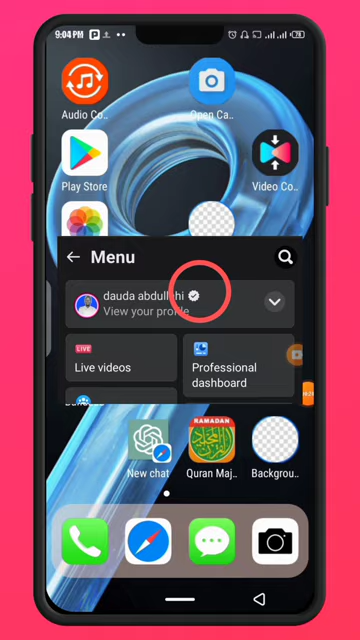 9:04 PM P
78
Audio Co..
Open Ca..
Play Store
Video Co..
Menu
dauda abdullahi
View your profile
LIVE
Live videos
Professional
dashboard
New chat
Quran Maj..
Backgrou..
RAMADAN